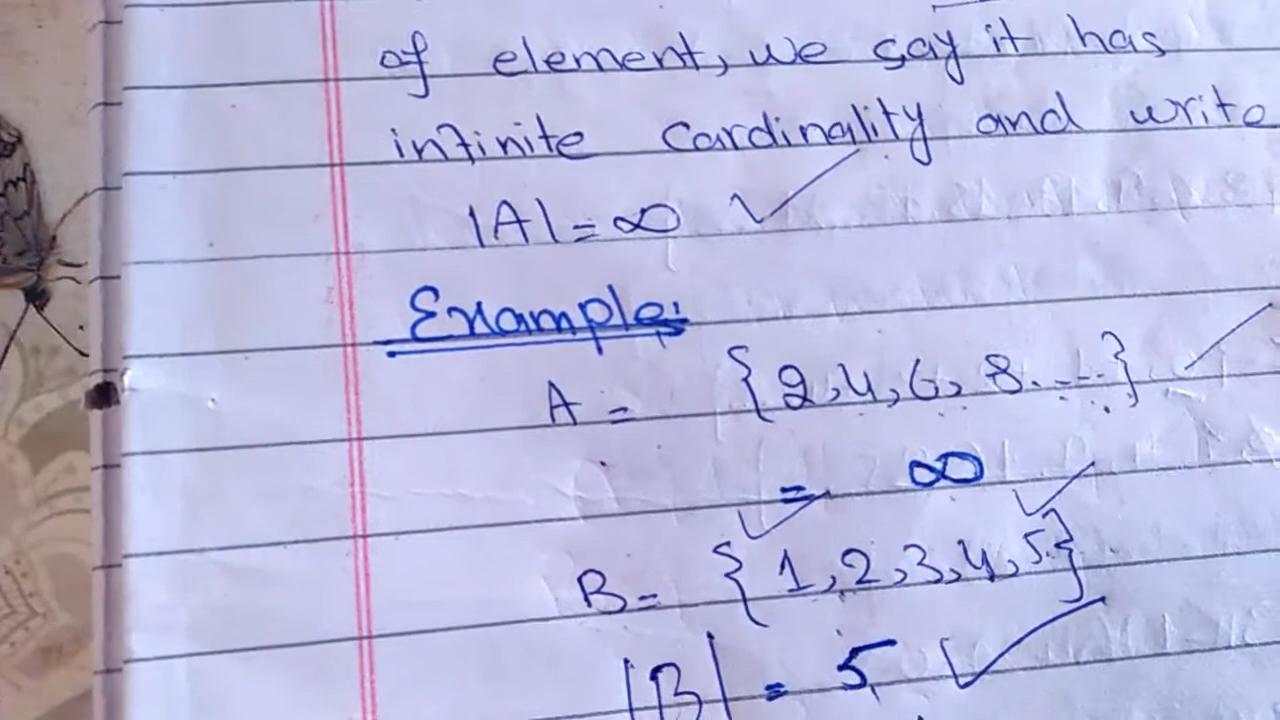 of element, we say it has
infinite Cardinality and write
|A| = ∞
Example:
A = {2,4,6,8....}
= ∞
B = {1,2,3,4,5}
|B| = 5